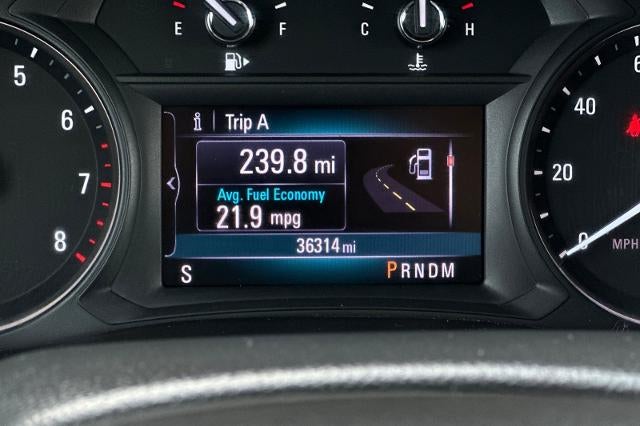 E F C H
5
6
7
8
i Trip A
239.8 mi
Avg. Fuel Economy
21.9 mpg
36314 mi
S PRNDM
40
20
0
MPH